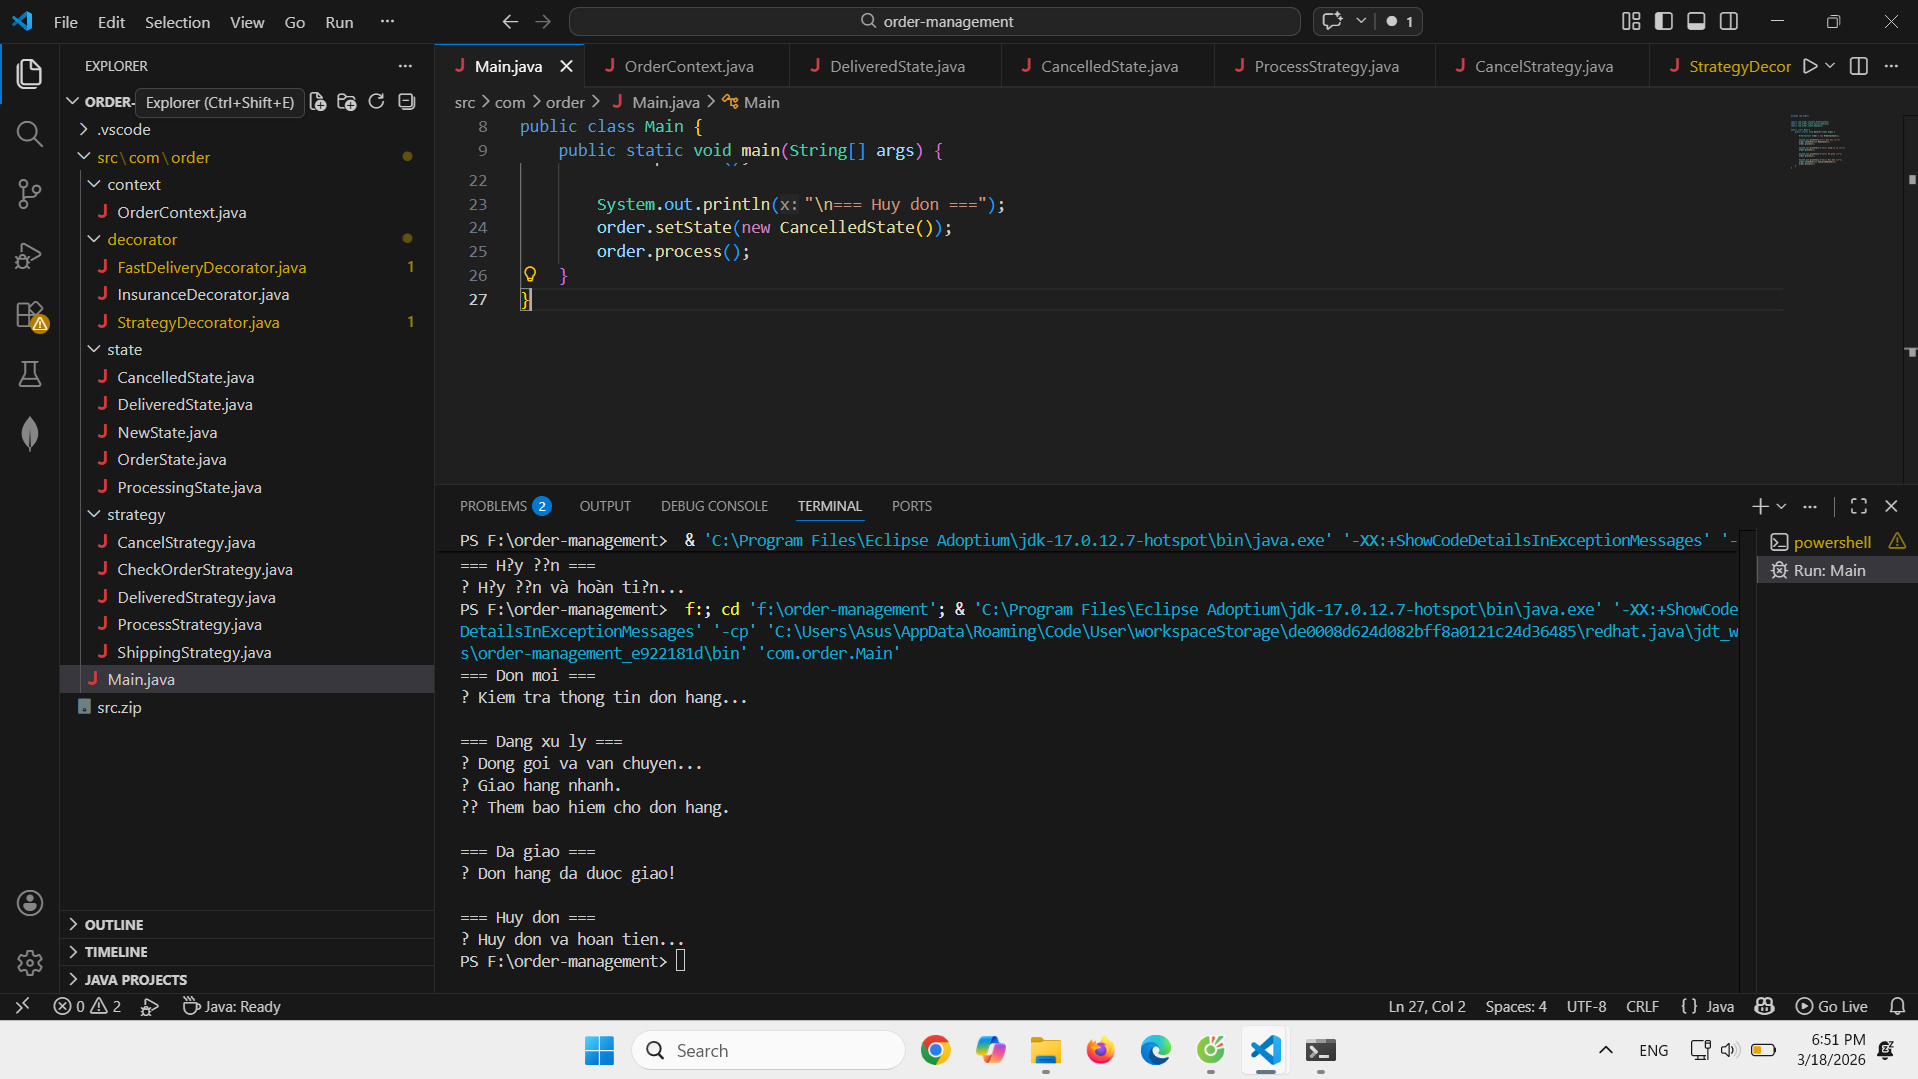 File Edit Selection View Go Run ··· order-management 1
EXPLORER
ORDER-
Explorer (Ctrl+Shift+E)
.vscode
src\com\order
context
OrderContext.java
decorator
FastDeliveryDecorator.java 1
InsuranceDecorator.java
StrategyDecorator.java 1
state
CancelledState.java
DeliveredState.java
NewState.java
OrderState.java
ProcessingState.java
strategy
CancelStrategy.java
CheckOrderStrategy.java
DeliveredStrategy.java
ProcessStrategy.java
ShippingStrategy.java
Main.java
src.zip
OUTLINE
TIMELINE
JAVA PROJECTS
Main.java OrderContext.java DeliveredState.java CancelledState.java ProcessStrategy.java CancelStrategy.java StrategyDecor
src > com > order > Main.java > Main
8 public class Main {
9 public static void main(String[] args) {
22
23 System.out.println(x: "\n=== Huy don ===");
24 order.setState(new CancelledState());
25 order.process();
26 }
27 }
PROBLEMS 2 OUTPUT DEBUG CONSOLE TERMINAL PORTS
PS F:\order-management> & 'C:\Program Files\Eclipse Adoptium\jdk-17.0.12.7-hotspot\bin\java.exe' '-XX:+ShowCodeDetailsInExceptionMessages' '-
=== H?y ??n ===
? H?y ??n và hoàn ti?n...
PS F:\order-management> f:; cd 'f:\order-management'; & 'C:\Program Files\Eclipse Adoptium\jdk-17.0.12.7-hotspot\bin\java.exe' '-XX:+ShowCode
DetailsInExceptionMessages' '-cp' 'C:\Users\Asus\AppData\Roaming\Code\User\workspaceStorage\de0008d624d082bff8a0121c24d36485\redhat.java\jdt_w
s\order-management_e922181d\bin' 'com.order.Main'
=== Don moi ===
? Kiem tra thong tin don hang...
=== Dang xu ly ===
? Dong goi va van chuyen...
? Giao hang nhanh.
?? Them bao hiem cho don hang.
=== Da giao ===
? Don hang da duoc giao!
=== Huy don ===
? Huy don va hoan tien...
PS F:\order-management>
powershell
Run: Main
0 2 Java: Ready Ln 27, Col 2 Spaces: 4 UTF-8 CRLF {} Java Go Live
Search ENG 6:51 PM
3/18/2026